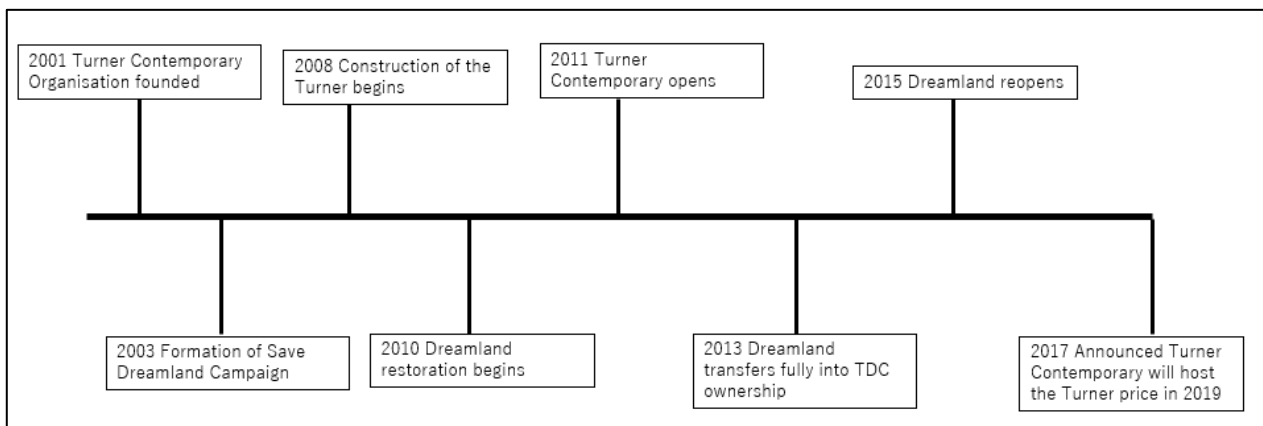 2001 Turner Contemporary
Organisation founded
2008 Construction of the
Turner begins
2011 Turner
Contemporary opens
2015 Dreamland reopens
2003 Formation of Save
Dreamland Campaign
2010 Dreamland
restoration begins
2013 Dreamland
transfers fully into TDC
ownership
2017 Announced Turner
Contemporary will host
the Turner price in 2019